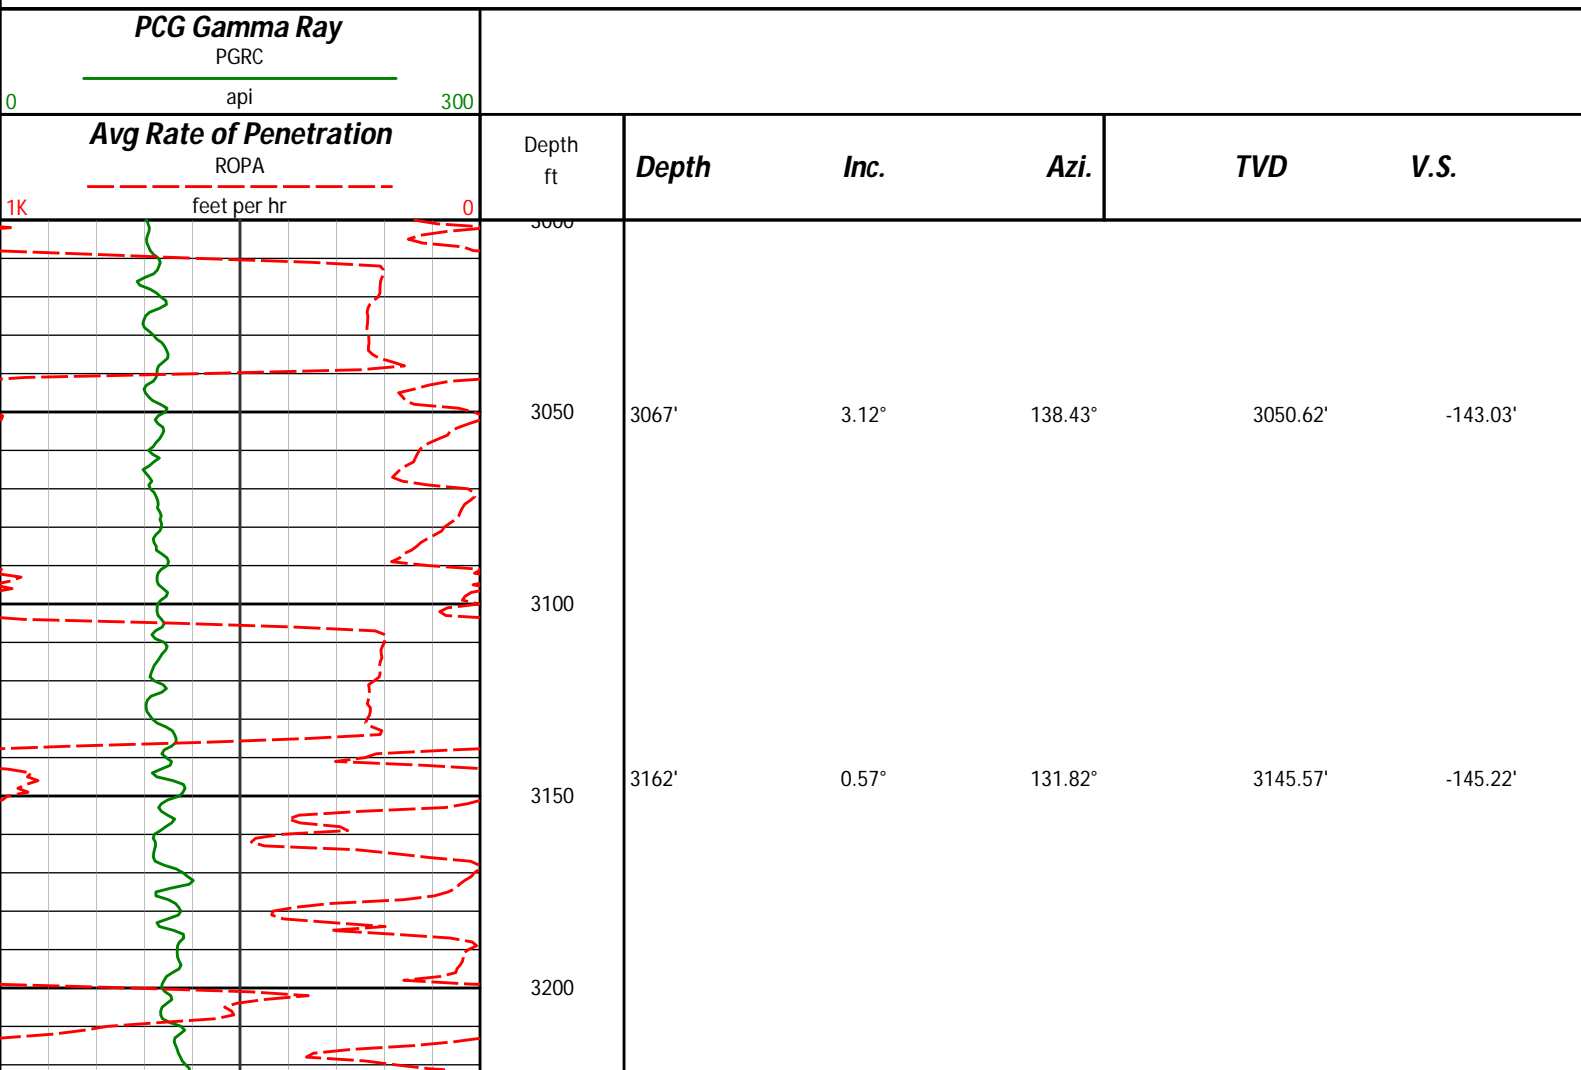 PCG Gamma Ray
PGRC
api
0 300
Avg Rate of Penetration
ROPA
feet per hr
1K 0
Depth
ft
Depth Inc. Azi. TVD V.S.
3000
3050
3067' 3.12° 138.43° 3050.62' -143.03'
3100
3162' 0.57° 131.82° 3145.57' -145.22'
3150
3200